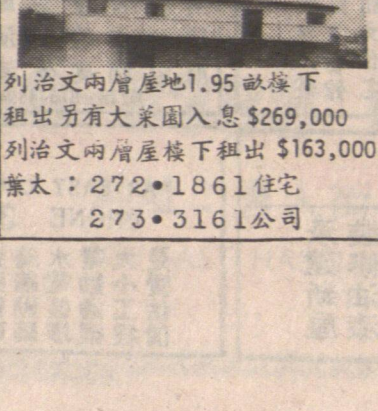 列治文兩層屋地1.95 畝樓下
租出另有大菜園入息 $269,000
列治文兩層屋樓下租出 $163,000
葉太：272•1861住宅
273•3161公司